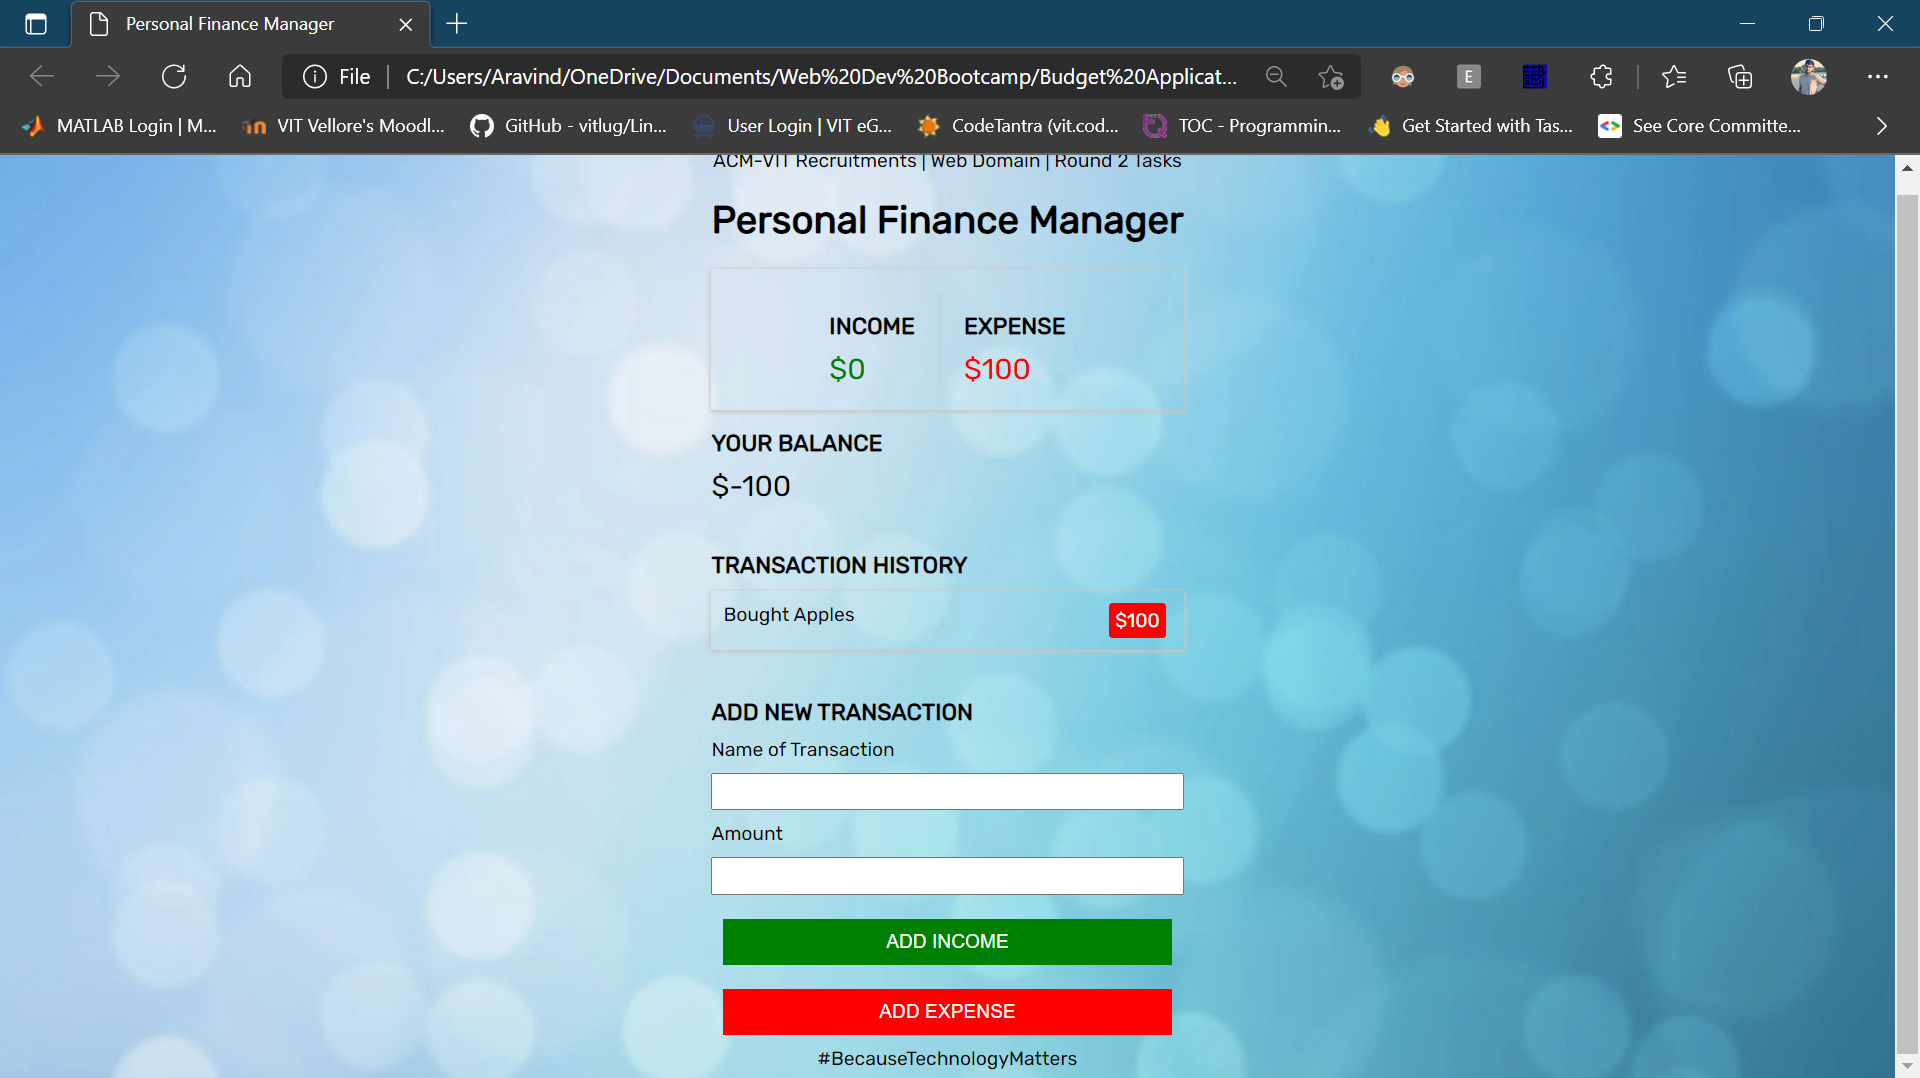 Personal Finance Manager
File
C:/Users/Aravind/OneDrive/Documents/Web%20Dev%20Bootcamp/Budget%20Applicat...
E
MATLAB Login | M...
VIT Vellore's Moodl...
GitHub - vitlug/Lin...
User Login | VIT eG...
CodeTantra (vit.cod...
TOC - Programmin...
Get Started with Tas...
See Core Committe...
ACM-VIT Recruitments | Web Domain | Round 2 Tasks
Personal Finance Manager
INCOME EXPENSE
$0 $100
YOUR BALANCE
$-100
TRANSACTION HISTORY
Bought Apples $100
ADD NEW TRANSACTION
Name of Transaction
Amount
ADD INCOME
ADD EXPENSE
#BecauseTechnologyMatters